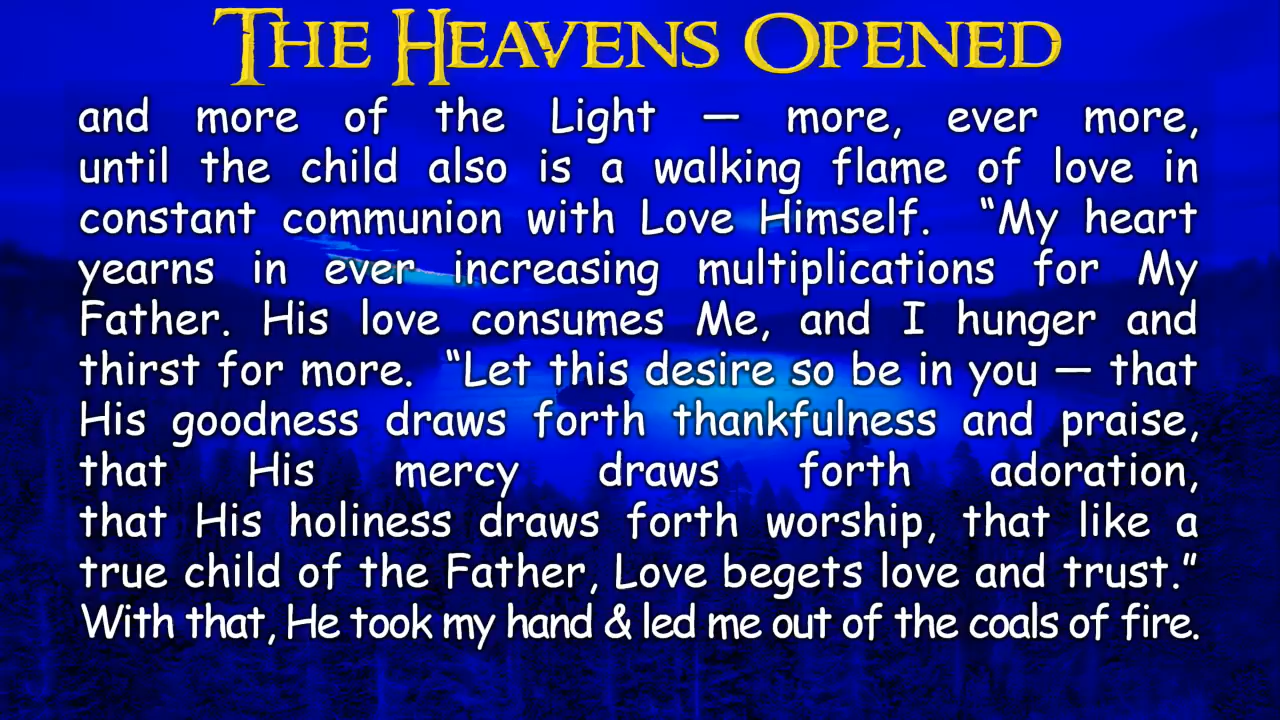 THE HEAVENS OPENED
and more of the Light — more, ever more,
until the child also is a walking flame of love in
constant communion with Love Himself. “My heart
yearns in ever increasing multiplications for My
Father. His love consumes Me, and I hunger and
thirst for more. “Let this desire so be in you — that
His goodness draws forth thankfulness and praise,
that His mercy draws forth adoration,
that His holiness draws forth worship, that like a
true child of the Father, Love begets love and trust.”
With that, He took my hand & led me out of the coals of fire.